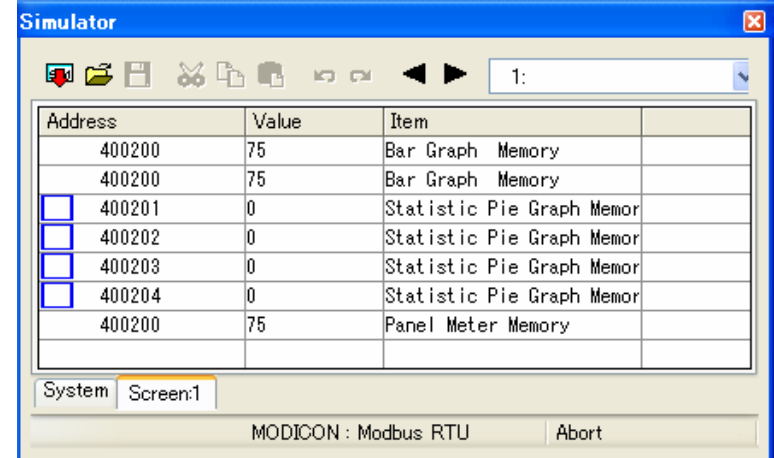 Simulator
1:
Address Value Item
400200 75 Bar Graph Memory
400200 75 Bar Graph Memory
400201 0 Statistic Pie Graph Memor
400202 0 Statistic Pie Graph Memor
400203 0 Statistic Pie Graph Memor
400204 0 Statistic Pie Graph Memor
400200 75 Panel Meter Memory
System Screen:1
MODICON : Modbus RTU Abort